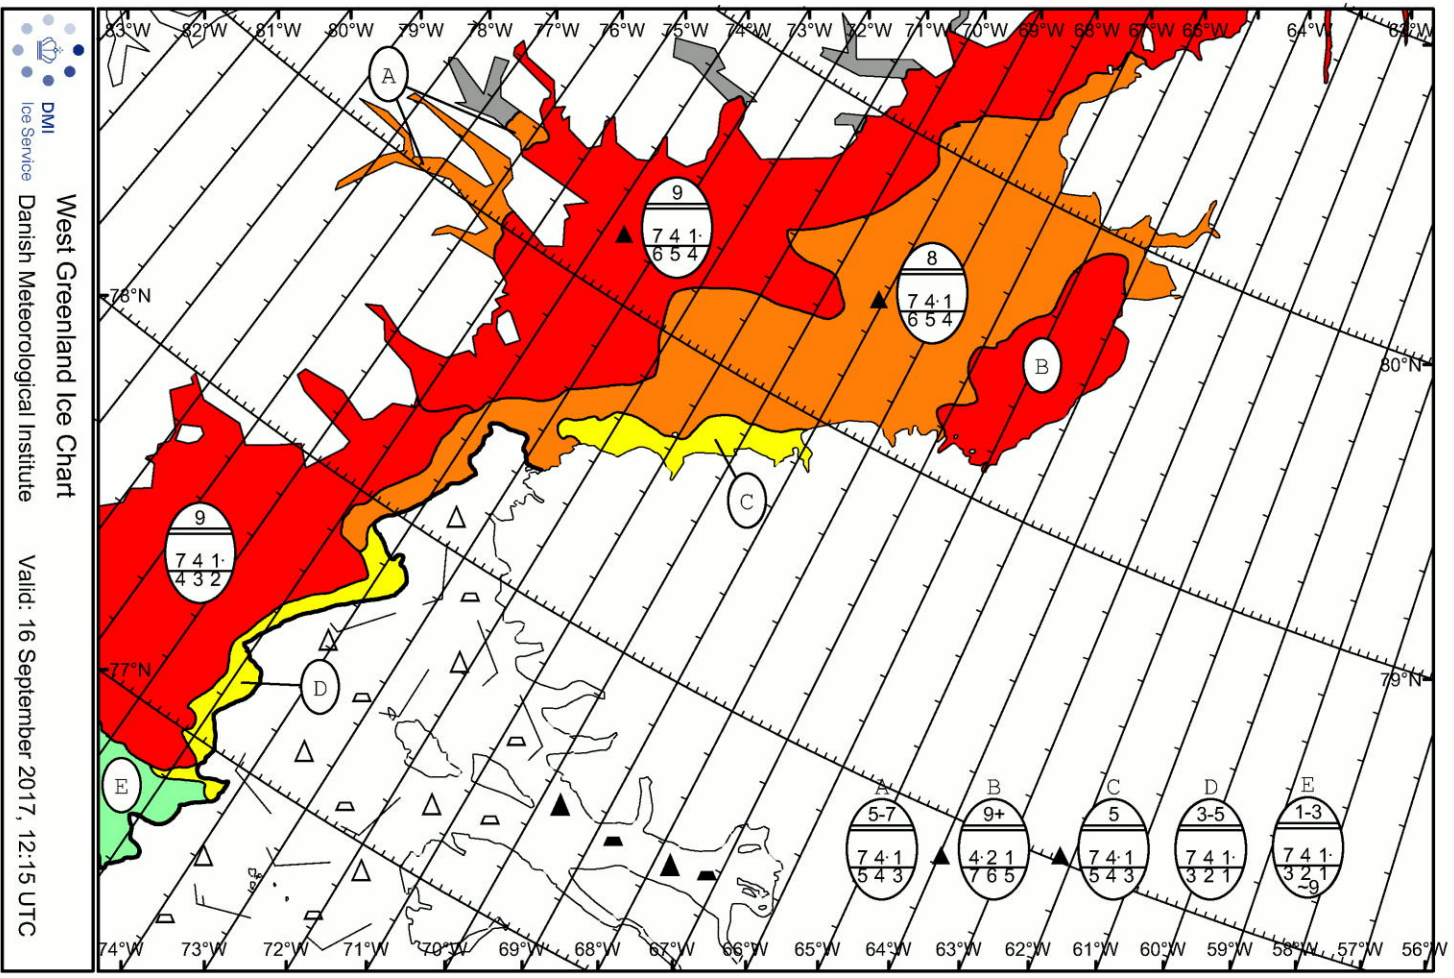 West Greenland Ice Chart
Danish Meteorological Institute
Valid: 16 September 2017, 12:15 UTC
DMI
Ice Service
83°W 82°W 81°W 80°W 79°W 78°W 77°W 76°W 75°W 74°W 73°W 72°W 71°W 70°W 69°W 68°W 67°W 66°W 65°W 64°W 62°W
A
9
7 4 1·
6 5 4
8
7 4· 1
6 5 4
78°N
B
80°N
C
9
7 4 1·
4 3 2
77°N
D
79°N
E
A B C D E
5-7 9+ 5 3-5 1-3
7 4· 1 4· 2 1 7 4· 1 7 4 1· 7 4 1·
5 4 3 7 6 5 5 4 3 3 2 1 3 2 1
~9
74°W 73°W 72°W 71°W 70°W 69°W 68°W 67°W 66°W 65°W 64°W 63°W 62°W 61°W 60°W 59°W 58°W 57°W 56°W